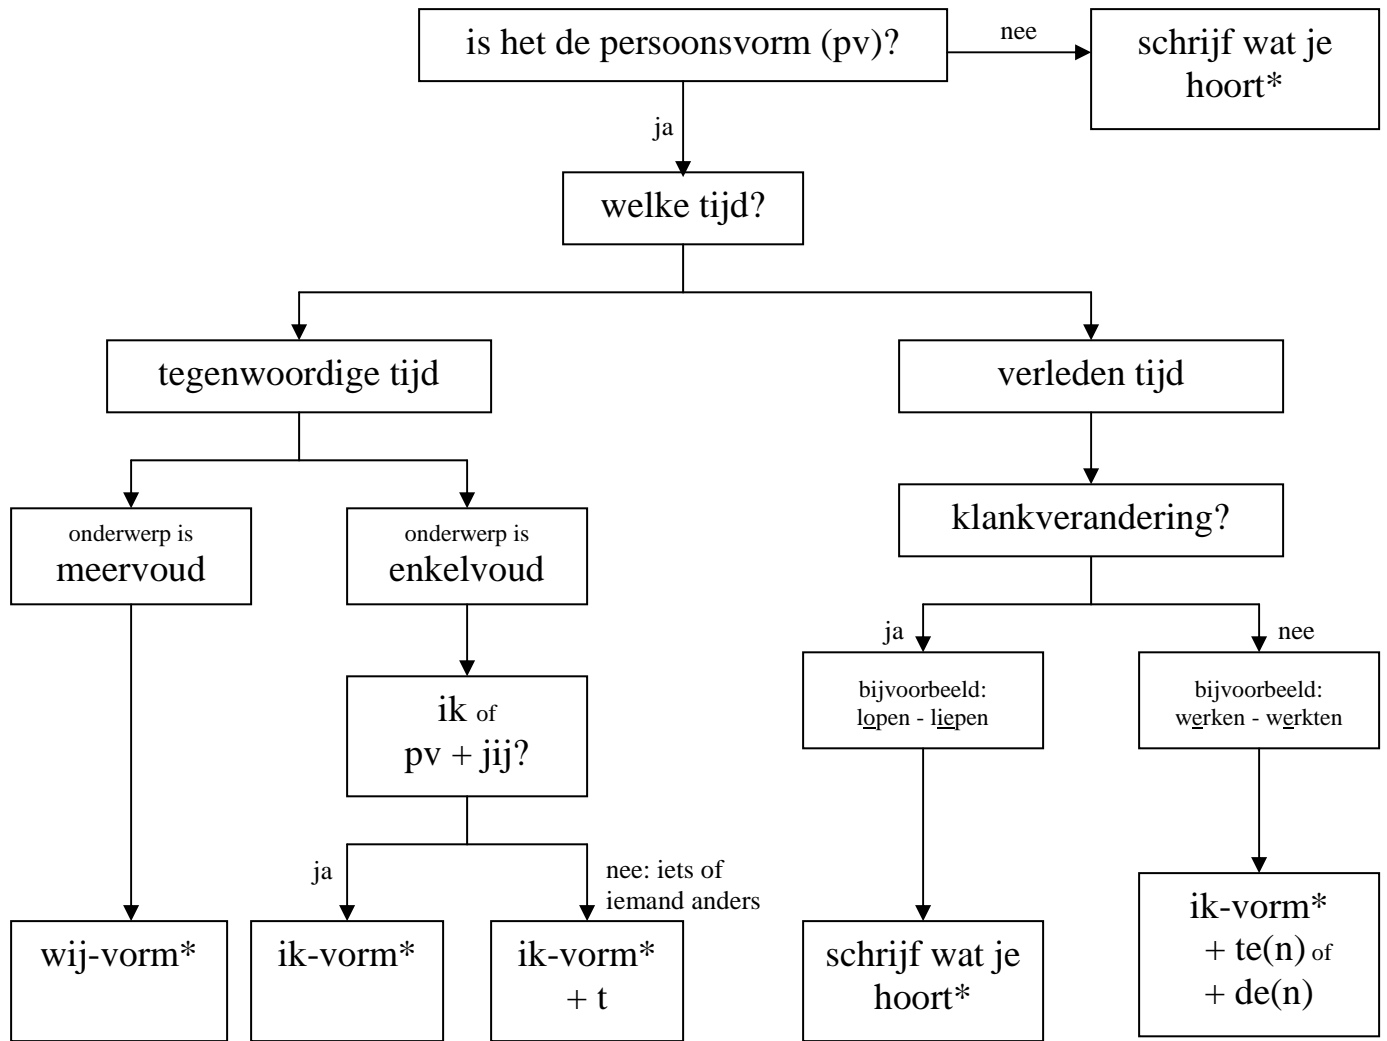 is het de persoonsvorm (pv)?
nee
schrijf wat je
hoort*
ja
welke tijd?
tegenwoordige tijd
verleden tijd
onderwerp is
meervoud
onderwerp is
enkelvoud
klankverandering?
ja
nee
ik of
pv + jij?
bijvoorbeeld:
lopen - liepen
bijvoorbeeld:
werken - werkten
ja
nee: iets of
iemand anders
wij-vorm*
ik-vorm*
ik-vorm*
+ t
schrijf wat je
hoort*
ik-vorm*
+ te(n) of
+ de(n)